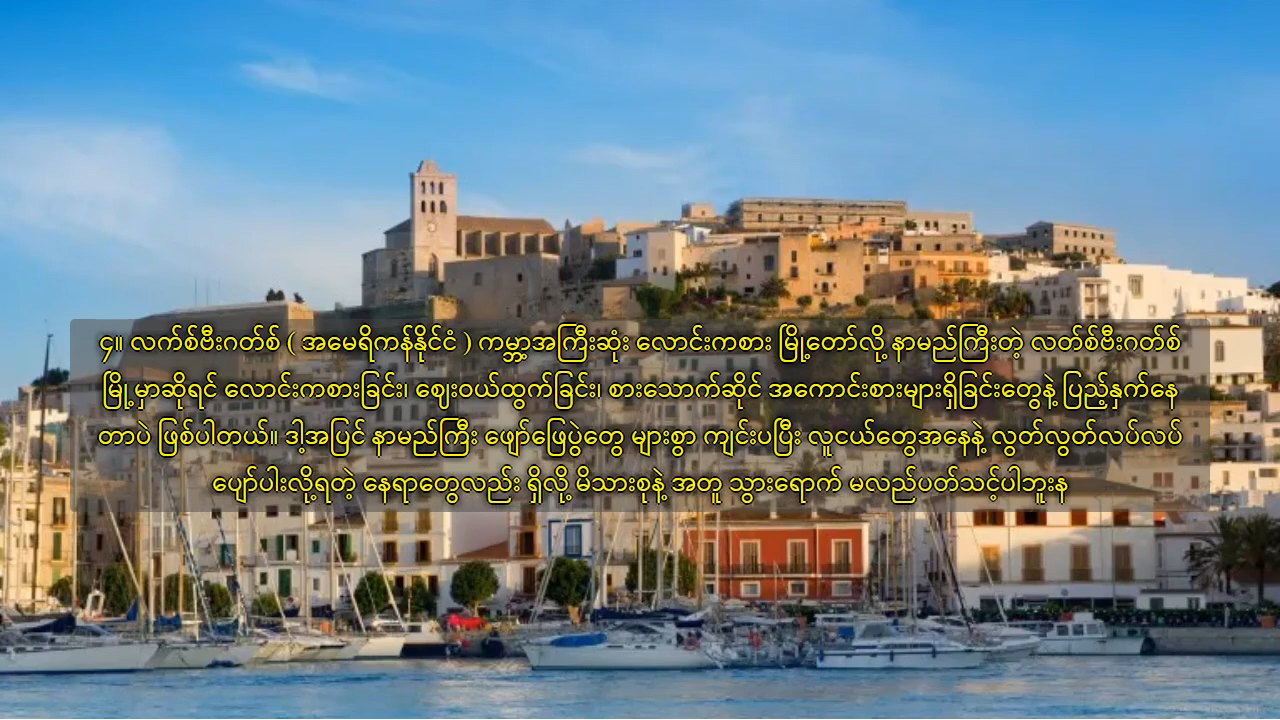 ၄။ လက်စ်ဗီးဂတ်စ် ( အမေရိကန်နိုင်ငံ ) ကမ္ဘာ့အကြီးဆုံး လောင်းကစား မြို့တော်လို့ နာမည်ကြီးတဲ့ လတ်စ်ဗီးဂတ်စ်
မြို့မှာဆိုရင် လောင်းကစားခြင်း၊ ဈေးဝယ်ထွက်ခြင်း၊ စားသောက်ဆိုင် အကောင်းစားများရှိခြင်းတွေနဲ့ ပြည့်နှက်နေ
တာပဲ ဖြစ်ပါတယ်။ ဒါ့အပြင် နာမည်ကြီး ဖျော်ဖြေပွဲတွေ များစွာ ကျင်းပပြီး လူငယ်တွေအနေနဲ့ လွတ်လွတ်လပ်လပ်
ပျော်ပါးလို့ရတဲ့ နေရာတွေလည်း ရှိလို့ မိသားစုနဲ့ အတူ သွားရောက် မလည်ပတ်သင့်ပါဘူးန